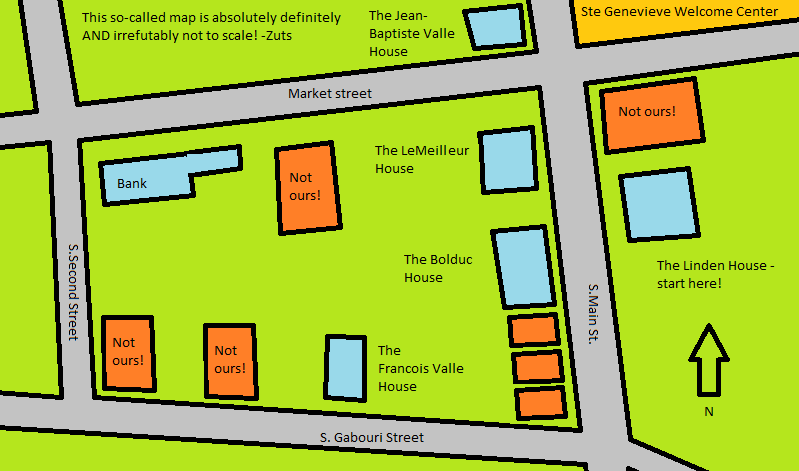 This so-called map is absolutely definitely
AND irrefutably not to scale! -Zuts
The Jean-
Baptiste Valle
House
Ste Genevieve Welcome Center
Market street
Not ours!
Bank
Not
ours!
The LeMeilleur
House
The Bolduc
House
The Linden House -
start here!
S.Second Street
S.Main St.
Not
ours!
Not
ours!
The
Francois Valle
House
N
S. Gabouri Street